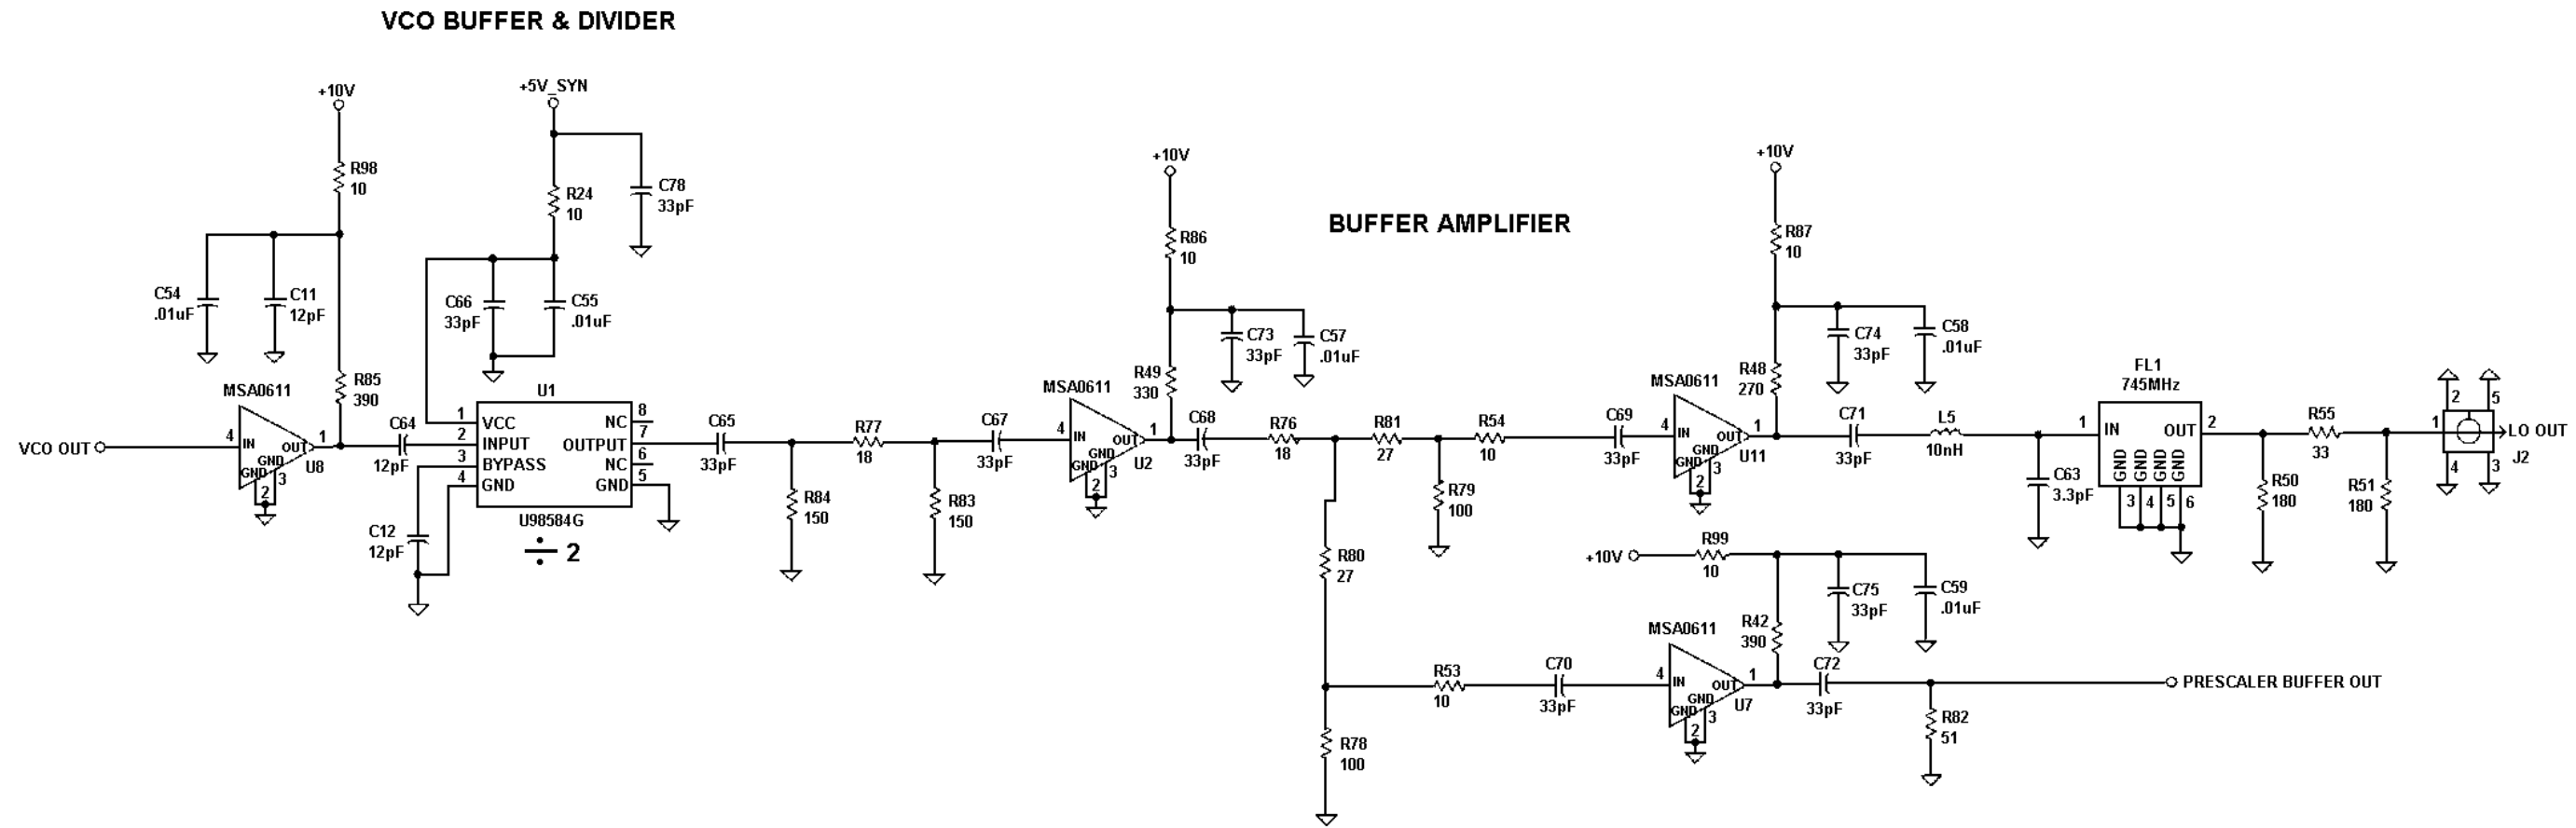 VCO BUFFER & DIVIDER
+10V
+5V_SYN
R98
10
R24
10
C78
33pF
+10V
+10V
BUFFER AMPLIFIER
R86
10
R87
10
C54
.01uF
C11
12pF
C66
33pF
C55
.01uF
C73
33pF
C57
.01uF
C74
33pF
C58
.01uF
MSA0611
R85
390
U1
MSA0611
R49
330
MSA0611
R48
270
FL1
745MHz
VCO OUT
4
IN
OUT
1
GND
GND
2
3
U8
C64
12pF
1
VCC
2
INPUT
3
BYPASS
4
GND
NC
8
OUTPUT
7
NC
6
GND
5
U98584G
÷ 2
C12
12pF
C65
33pF
R77
18
R84
150
R83
150
C67
33pF
4
IN
OUT
1
GND
GND
2
3
U2
C68
33pF
R76
18
R81
27
R54
10
R79
100
C69
33pF
4
IN
OUT
1
GND
GND
2
3
U11
C71
33pF
L5
10nH
C63
3.3pF
1
IN
OUT
2
GND
GND
GND
GND
3
4
5
6
R55
33
R50
180
R51
180
2
5
1
4
3
LO OUT
J2
R80
27
+10V
R99
10
C75
33pF
C59
.01uF
MSA0611
R42
390
R53
10
C70
33pF
4
IN
OUT
1
GND
GND
2
3
U7
C72
33pF
PRESCALER BUFFER OUT
R82
51
R78
100